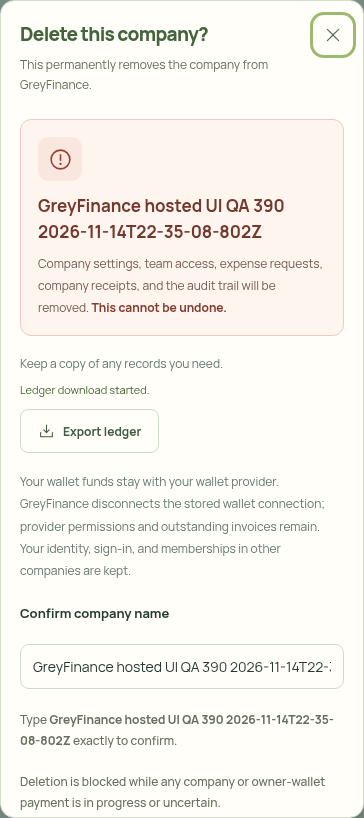 Delete this company?
This permanently removes the company from
GreyFinance.
GreyFinance hosted UI QA 390
2026-11-14T22-35-08-802Z
Company settings, team access, expense requests,
company receipts, and the audit trail will be
removed. This cannot be undone.
Keep a copy of any records you need.
Ledger download started.
Export ledger
Your wallet funds stay with your wallet provider.
GreyFinance disconnects the stored wallet connection;
provider permissions and outstanding invoices remain.
Your identity, sign-in, and memberships in other
companies are kept.
Confirm company name
GreyFinance hosted UI QA 390 2026-11-14T22-
Type GreyFinance hosted UI QA 390 2026-11-14T22-35-
08-802Z exactly to confirm.
Deletion is blocked while any company or owner-wallet
payment is in progress or uncertain.